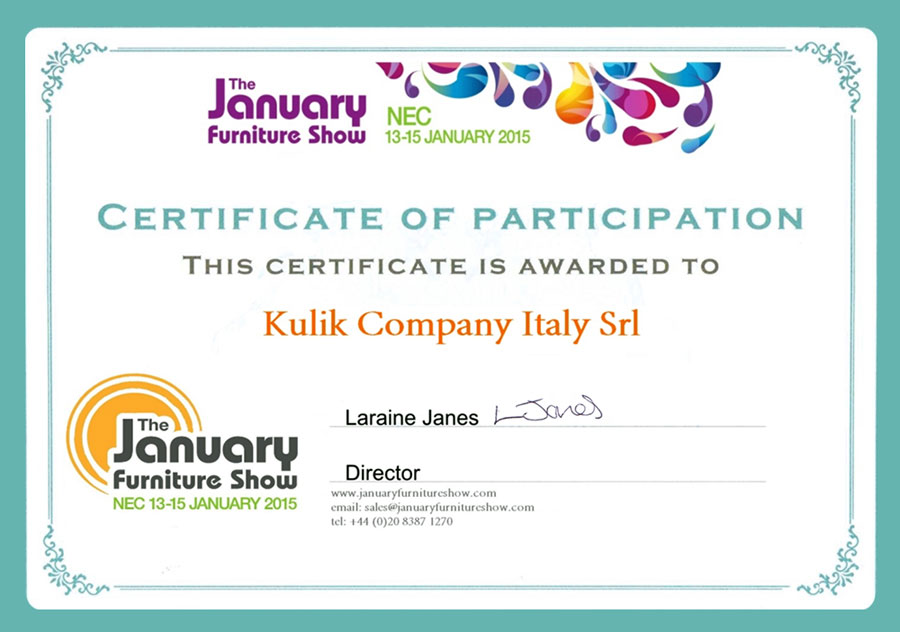 The
January
Furniture Show
NEC
13-15 JANUARY 2015
CERTIFICATE OF PARTICIPATION
THIS CERTIFICATE IS AWARDED TO
Kulik Company Italy Srl
The
January
Furniture Show
NEC 13-15 JANUARY 2015
Laraine Janes LJanes
Director
www.januaryfurnitureshow.com
email: sales@januaryfurnitureshow.com
tel: +44 (0)20 8387 1270